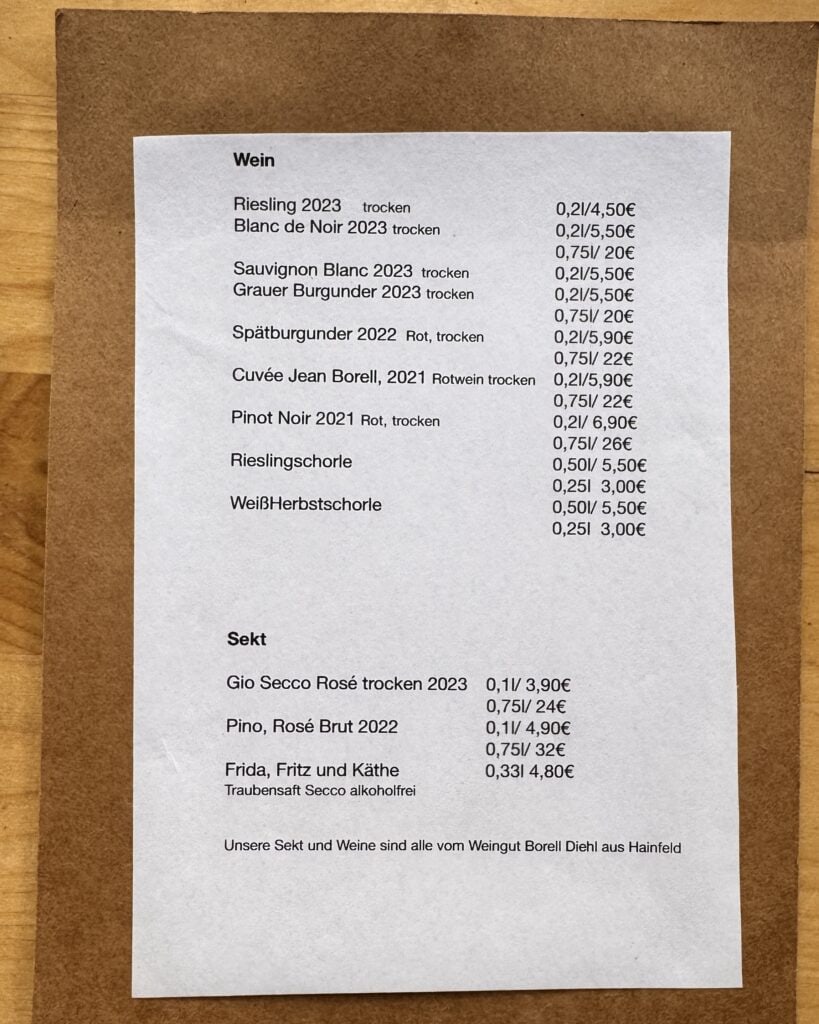 Wein
Riesling 2023 trocken 0,2l/4,50€
Blanc de Noir 2023 trocken 0,2l/5,50€
0,75l/ 20€
Sauvignon Blanc 2023 trocken 0,2l/5,50€
Grauer Burgunder 2023 trocken 0,2l/5,50€
0,75l/ 20€
Spätburgunder 2022 Rot, trocken 0,2l/5,90€
0,75l/ 22€
Cuvée Jean Borell, 2021 Rotwein trocken 0,2l/5,90€
0,75l/ 22€
Pinot Noir 2021 Rot, trocken 0,2l/ 6,90€
0,75l/ 26€
Rieslingschorle 0,50l/ 5,50€
0,25l 3,00€
WeißHerbstschorle 0,50l/ 5,50€
0,25l 3,00€
Sekt
Gio Secco Rosé trocken 2023 0,1l/ 3,90€
0,75l/ 24€
Pino, Rosé Brut 2022 0,1l/ 4,90€
0,75l/ 32€
Frida, Fritz und Käthe 0,33l 4,80€
Traubensaft Secco alkoholfrei
Unsere Sekt und Weine sind alle vom Weingut Borell Diehl aus Hainfeld